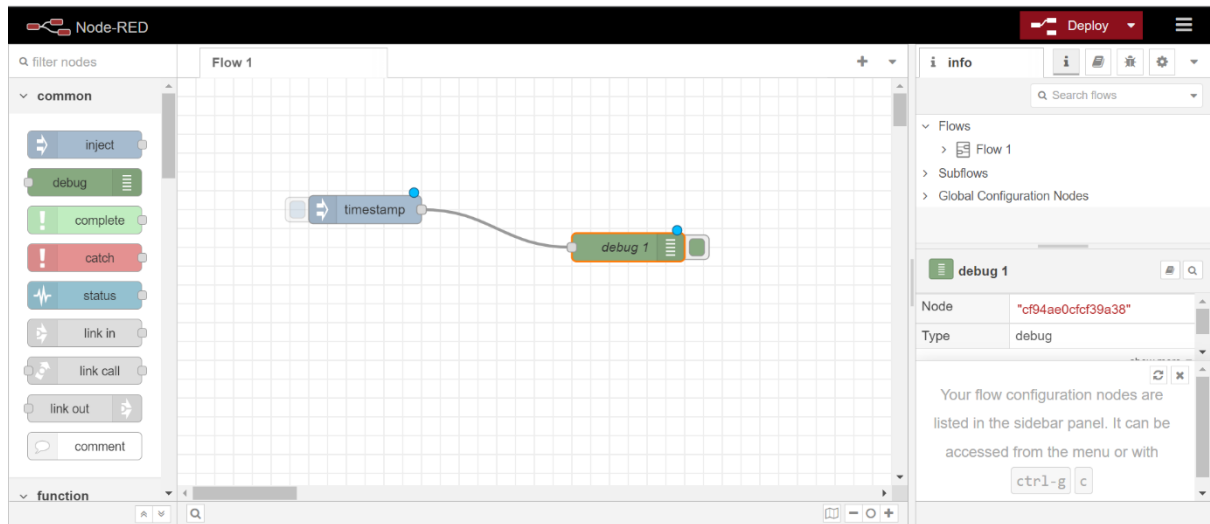 Node-RED
Deploy
filter nodes
Flow 1
info
i
common
Search flows
inject
Flows
debug
Flow 1
Subflows
complete
timestamp
Global Configuration Nodes
catch
debug 1
debug 1
status
Node
"cf94ae0cfcf39a38"
link in
Type
debug
link call
Your flow configuration nodes are
link out
listed in the sidebar panel. It can be
comment
accessed from the menu or with
ctrl-g c
function